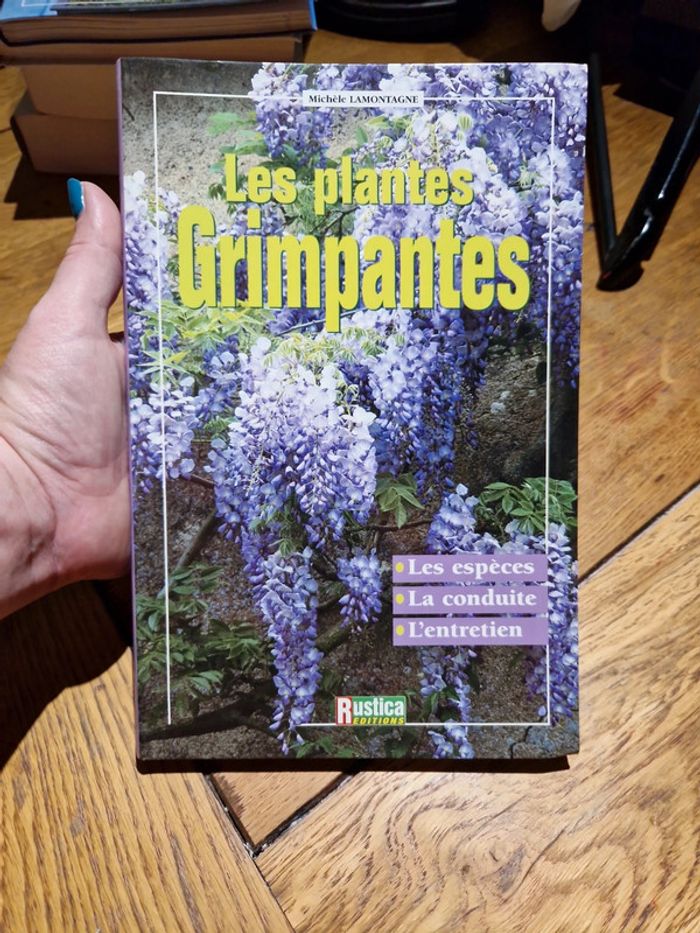 Michèle LAMONTAGNE
Les plantes
Grimpantes
Les espèces
La conduite
L'entretien
Rustica
EDITIONS